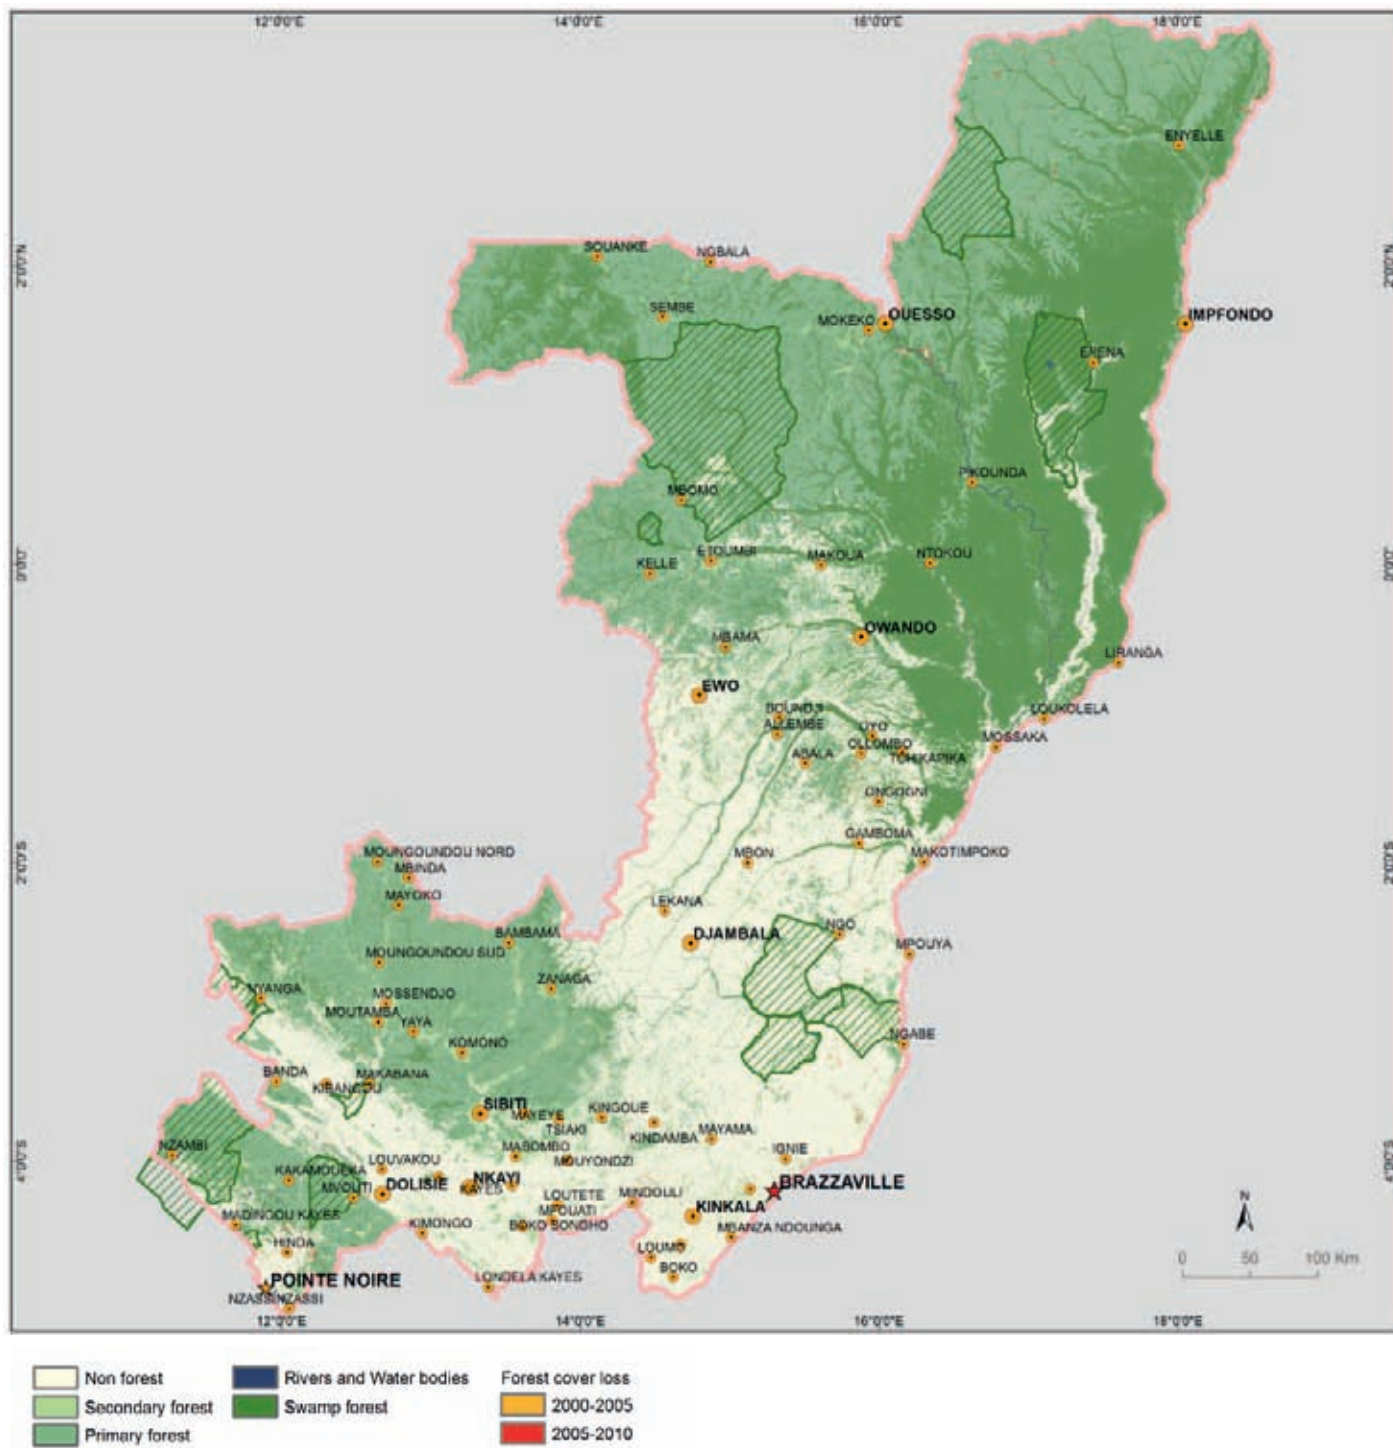 12°0'0"E 14°0'0"E 16°0'0"E 18°0'0"E
ENYELLE
2°0'0"N 2°0'0"N
SOUANKE
NGBALA
SEMBE
MOKEKO
OUESSO
IMPFONDO
EPENA
PIKOUNDA
MBOMO
ETOUMBI
MAKOUA
NTOKOU
0°0'0" 0°0'0"
KELLE
OWANDO
MBAMA
LIRANGA
EWO
BOUNDJI
LOUKOLELA
ALLEMBE
OYO
MOSSAKA
OLLOMBO
ABALA
TCHIKAPIKA
ONGOGNI
GAMBOMA
MOUNGOUNDOU NORD
MBON
MAKOTIMPOKO
2°0'0"S 2°0'0"S
MBINDA
MAYOKO
LEKANA
NGO
BAMBAMA
DJAMBALA
MPOUYA
MOUNGOUNDOU SUD
ZANAGA
NYANGA
MOSSENDJO
MOUTAMBA
YAYA
NGABE
KOMONO
BANDA
MAKABANA
KIBANGOU
SIBITI
MAYEYE
KINGOUE
TSIAKI
KINDAMBA
MAYAMA
NZAMBI
MABOMBO
IGNIE
4°0'0"S 4°0'0"S
LOUVAKOU
MOUYONDZI
KAKAMOUEKA
NKAYI
BRAZZAVILLE
MVOUTI
DOLISIE
KAYES
LOUTETE
MINDOULI
MFOUATI
KINKALA
MADINGOU KAYES
KIMONGO
BOKO SONGHO
MBANZA NDOUNGA
HINDA
LOUMO
BOKO
POINTE NOIRE
LONDELA KAYES
NZASSI NZASSI
N
0 50 100 Km
12°0'0"E 14°0'0"E 16°0'0"E 18°0'0"E
Non forest
Secondary forest
Primary forest
Rivers and Water bodies
Swamp forest
Forest cover loss
2000-2005
2005-2010